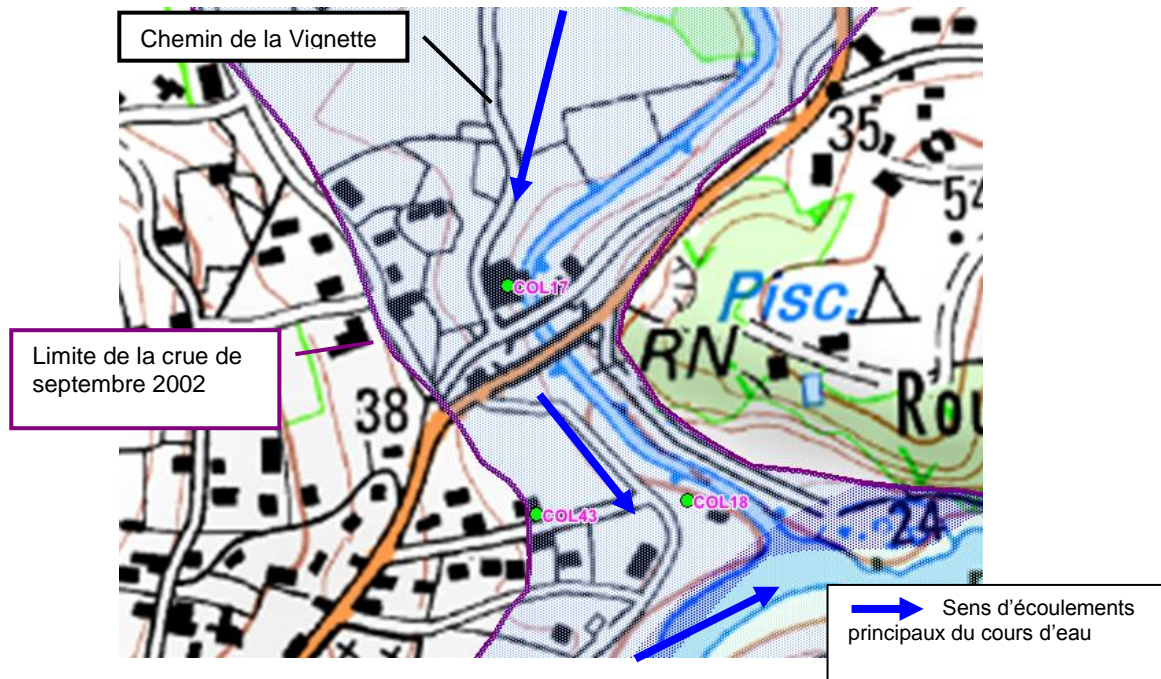 Chemin de la Vignette
35
54
COL17
Pisc.
RN
Limite de la crue de
septembre 2002
38
Rou
COL18
COL43
24
Sens d’écoulements
principaux du cours d’eau